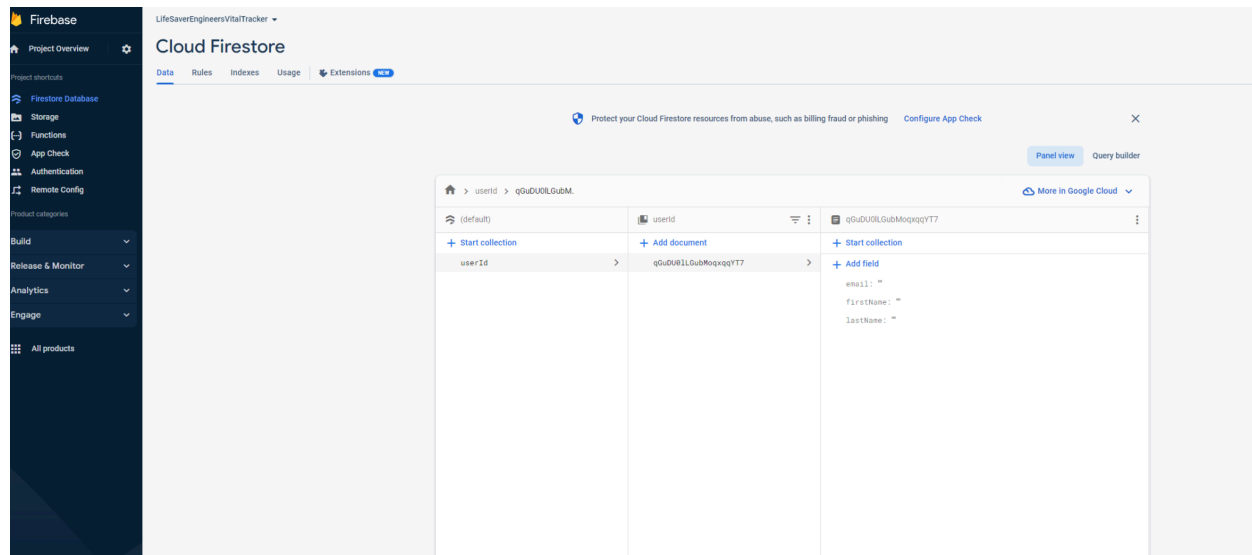 Firebase
Project Overview
Project shortcuts
Firestore Database
Storage
Functions
App Check
Authentication
Remote Config
Product categories
Build
Release & Monitor
Analytics
Engage
All products
LifeSaverEngineersVitalTracker
Cloud Firestore
Data Rules Indexes Usage Extensions NEW
Protect your Cloud Firestore resources from abuse, such as billing fraud or phishing Configure App Check
Panel view Query builder
> userId > qGuDU0lLGubM. More in Google Cloud
(default) userId qGuDU0lLGubMoqxqqYT7
+ Start collection + Add document + Start collection
userId > qGuDU0lLGubMoqxqqYT7 > + Add field
email: ""
firstName: ""
lastName: ""